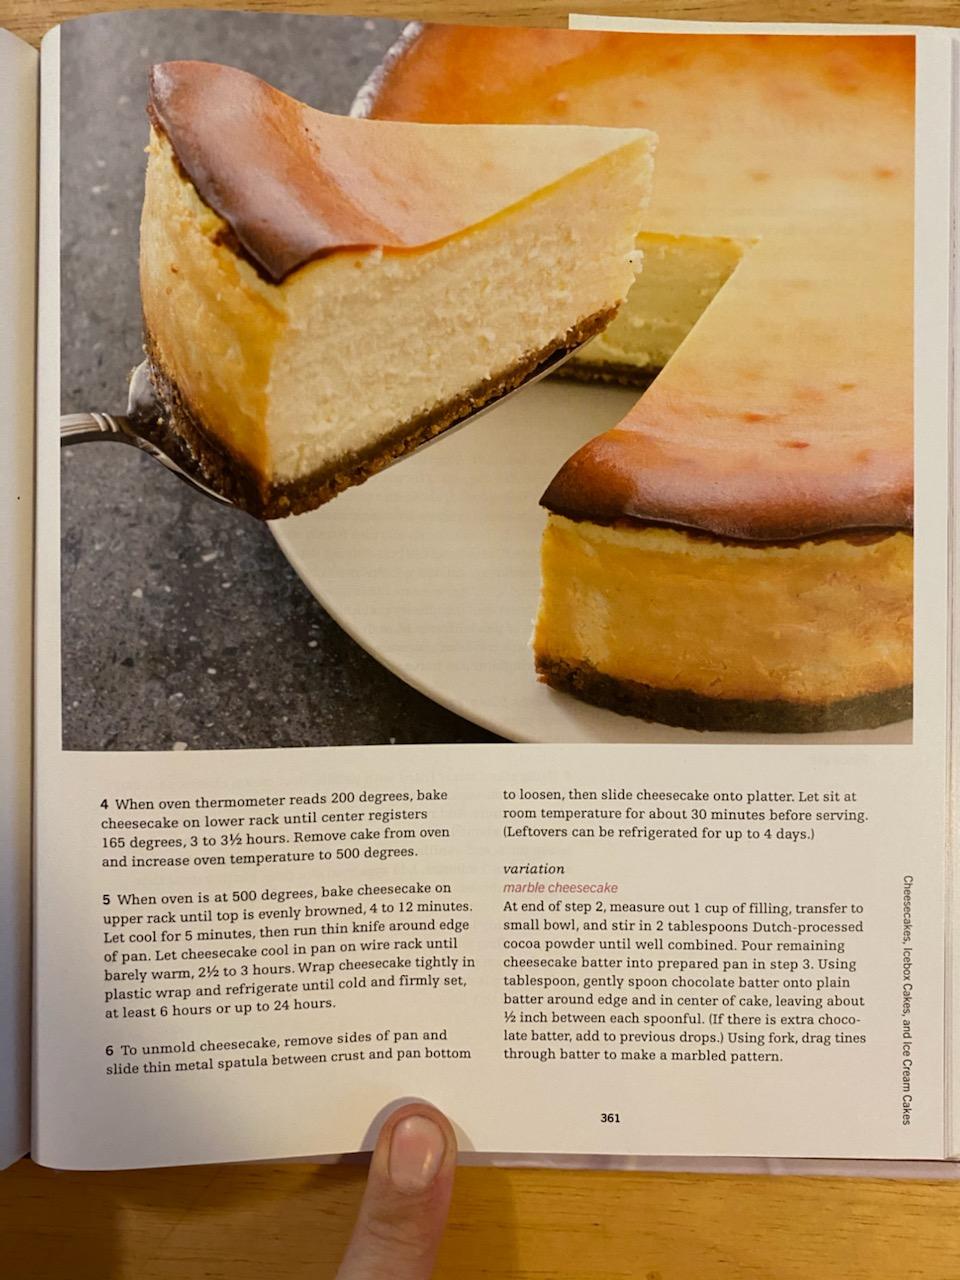 4 When oven thermometer reads 200 degrees, bake
cheesecake on lower rack until center registers
165 degrees, 3 to 3½ hours. Remove cake from oven
and increase oven temperature to 500 degrees.
5 When oven is at 500 degrees, bake cheesecake on
upper rack until top is evenly browned, 4 to 12 minutes.
Let cool for 5 minutes, then run thin knife around edge
of pan. Let cheesecake cool in pan on wire rack until
barely warm, 2½ to 3 hours. Wrap cheesecake tightly in
plastic wrap and refrigerate until cold and firmly set,
at least 6 hours or up to 24 hours.
6 To unmold cheesecake, remove sides of pan and
slide thin metal spatula between crust and pan bottom
to loosen, then slide cheesecake onto platter. Let sit at
room temperature for about 30 minutes before serving.
(Leftovers can be refrigerated for up to 4 days.)
variation
marble cheesecake
At end of step 2, measure out 1 cup of filling, transfer to
small bowl, and stir in 2 tablespoons Dutch-processed
cocoa powder until well combined. Pour remaining
cheesecake batter into prepared pan in step 3. Using
tablespoon, gently spoon chocolate batter onto plain
batter around edge and in center of cake, leaving about
½ inch between each spoonful. (If there is extra choco-
late batter, add to previous drops.) Using fork, drag tines
through batter to make a marbled pattern.
Cheesecakes, Icebox Cakes, and Ice Cream Cakes
361